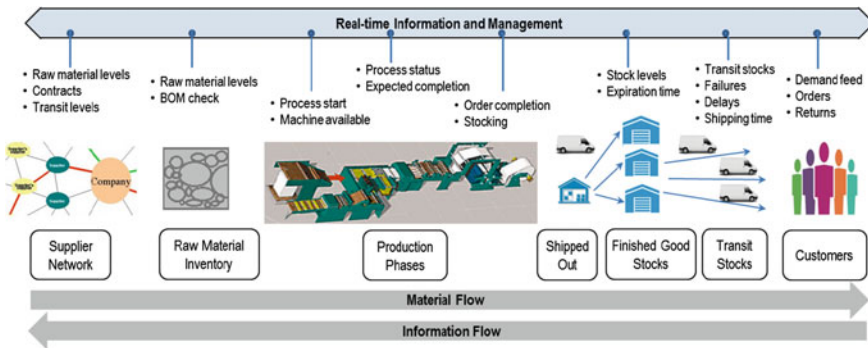 Real-time Information and Management
• Raw material levels
• Contracts
• Transit levels
• Raw material levels
• BOM check
• Process start
• Machine available
• Process status
• Expected completion
• Order completion
• Stocking
• Stock levels
• Expiration time
• Transit stocks
• Failures
• Delays
• Shipping time
• Demand feed
• Orders
• Returns
Supplier
Company
Supplier
Supplier
Network
Raw Material
Inventory
Production
Phases
Shipped
Out
Finished Good
Stocks
Transit
Stocks
Customers
Material Flow
Information Flow